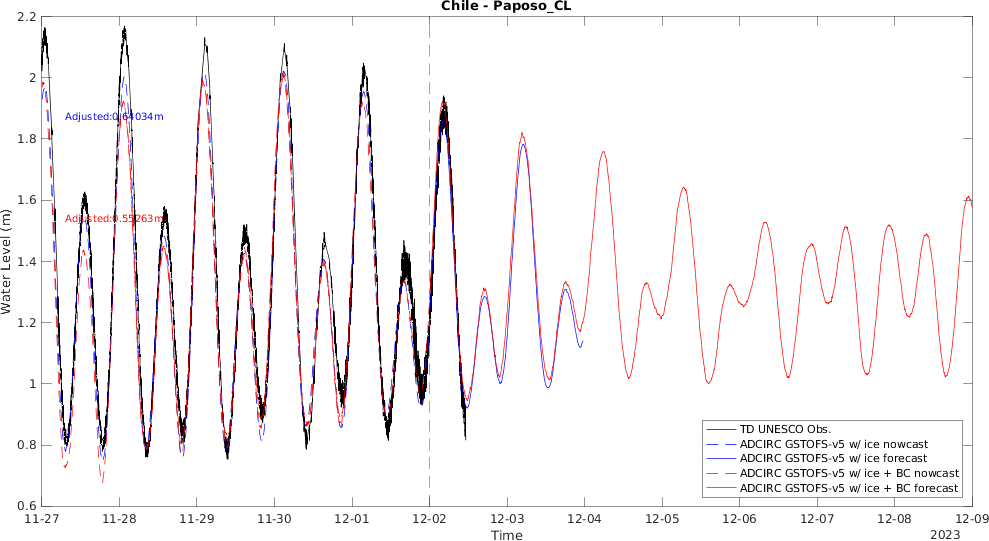 Chile - Paposo_CL
Water Level (m)
2.2
2
1.8
1.6
1.4
1.2
1
0.8
0.6
Adjusted:0.64034m
Adjusted:0.55263m
TD UNESCO Obs.
ADCIRC GSTOFS-v5 w/ ice nowcast
ADCIRC GSTOFS-v5 w/ ice forecast
ADCIRC GSTOFS-v5 w/ ice + BC nowcast
ADCIRC GSTOFS-v5 w/ ice + BC forecast
11-27 11-28 11-29 11-30 12-01 12-02 12-03 12-04 12-05 12-06 12-07 12-08 12-09
Time
2023